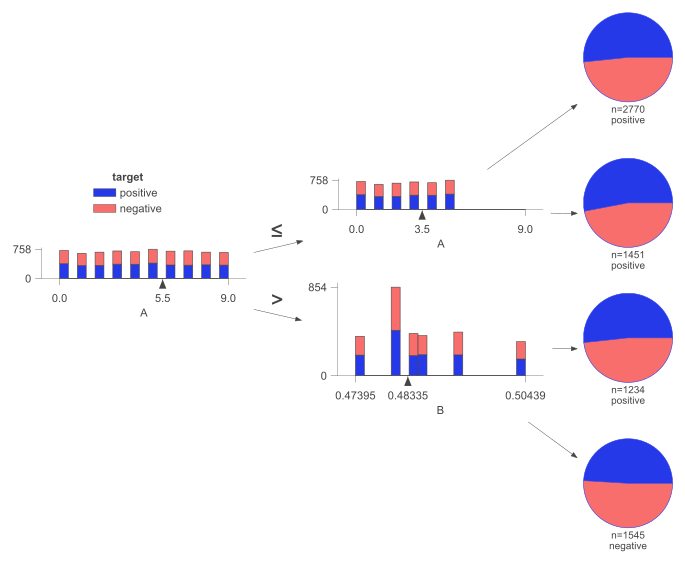 n=2770
positive
target
positive
negative
758
0
0.0
3.5
9.0
A
n=1451
positive
≤
758
0
0.0
5.5
9.0
A
>
854
0
0.47395
0.48335
0.50439
B
n=1234
positive
n=1545
negative